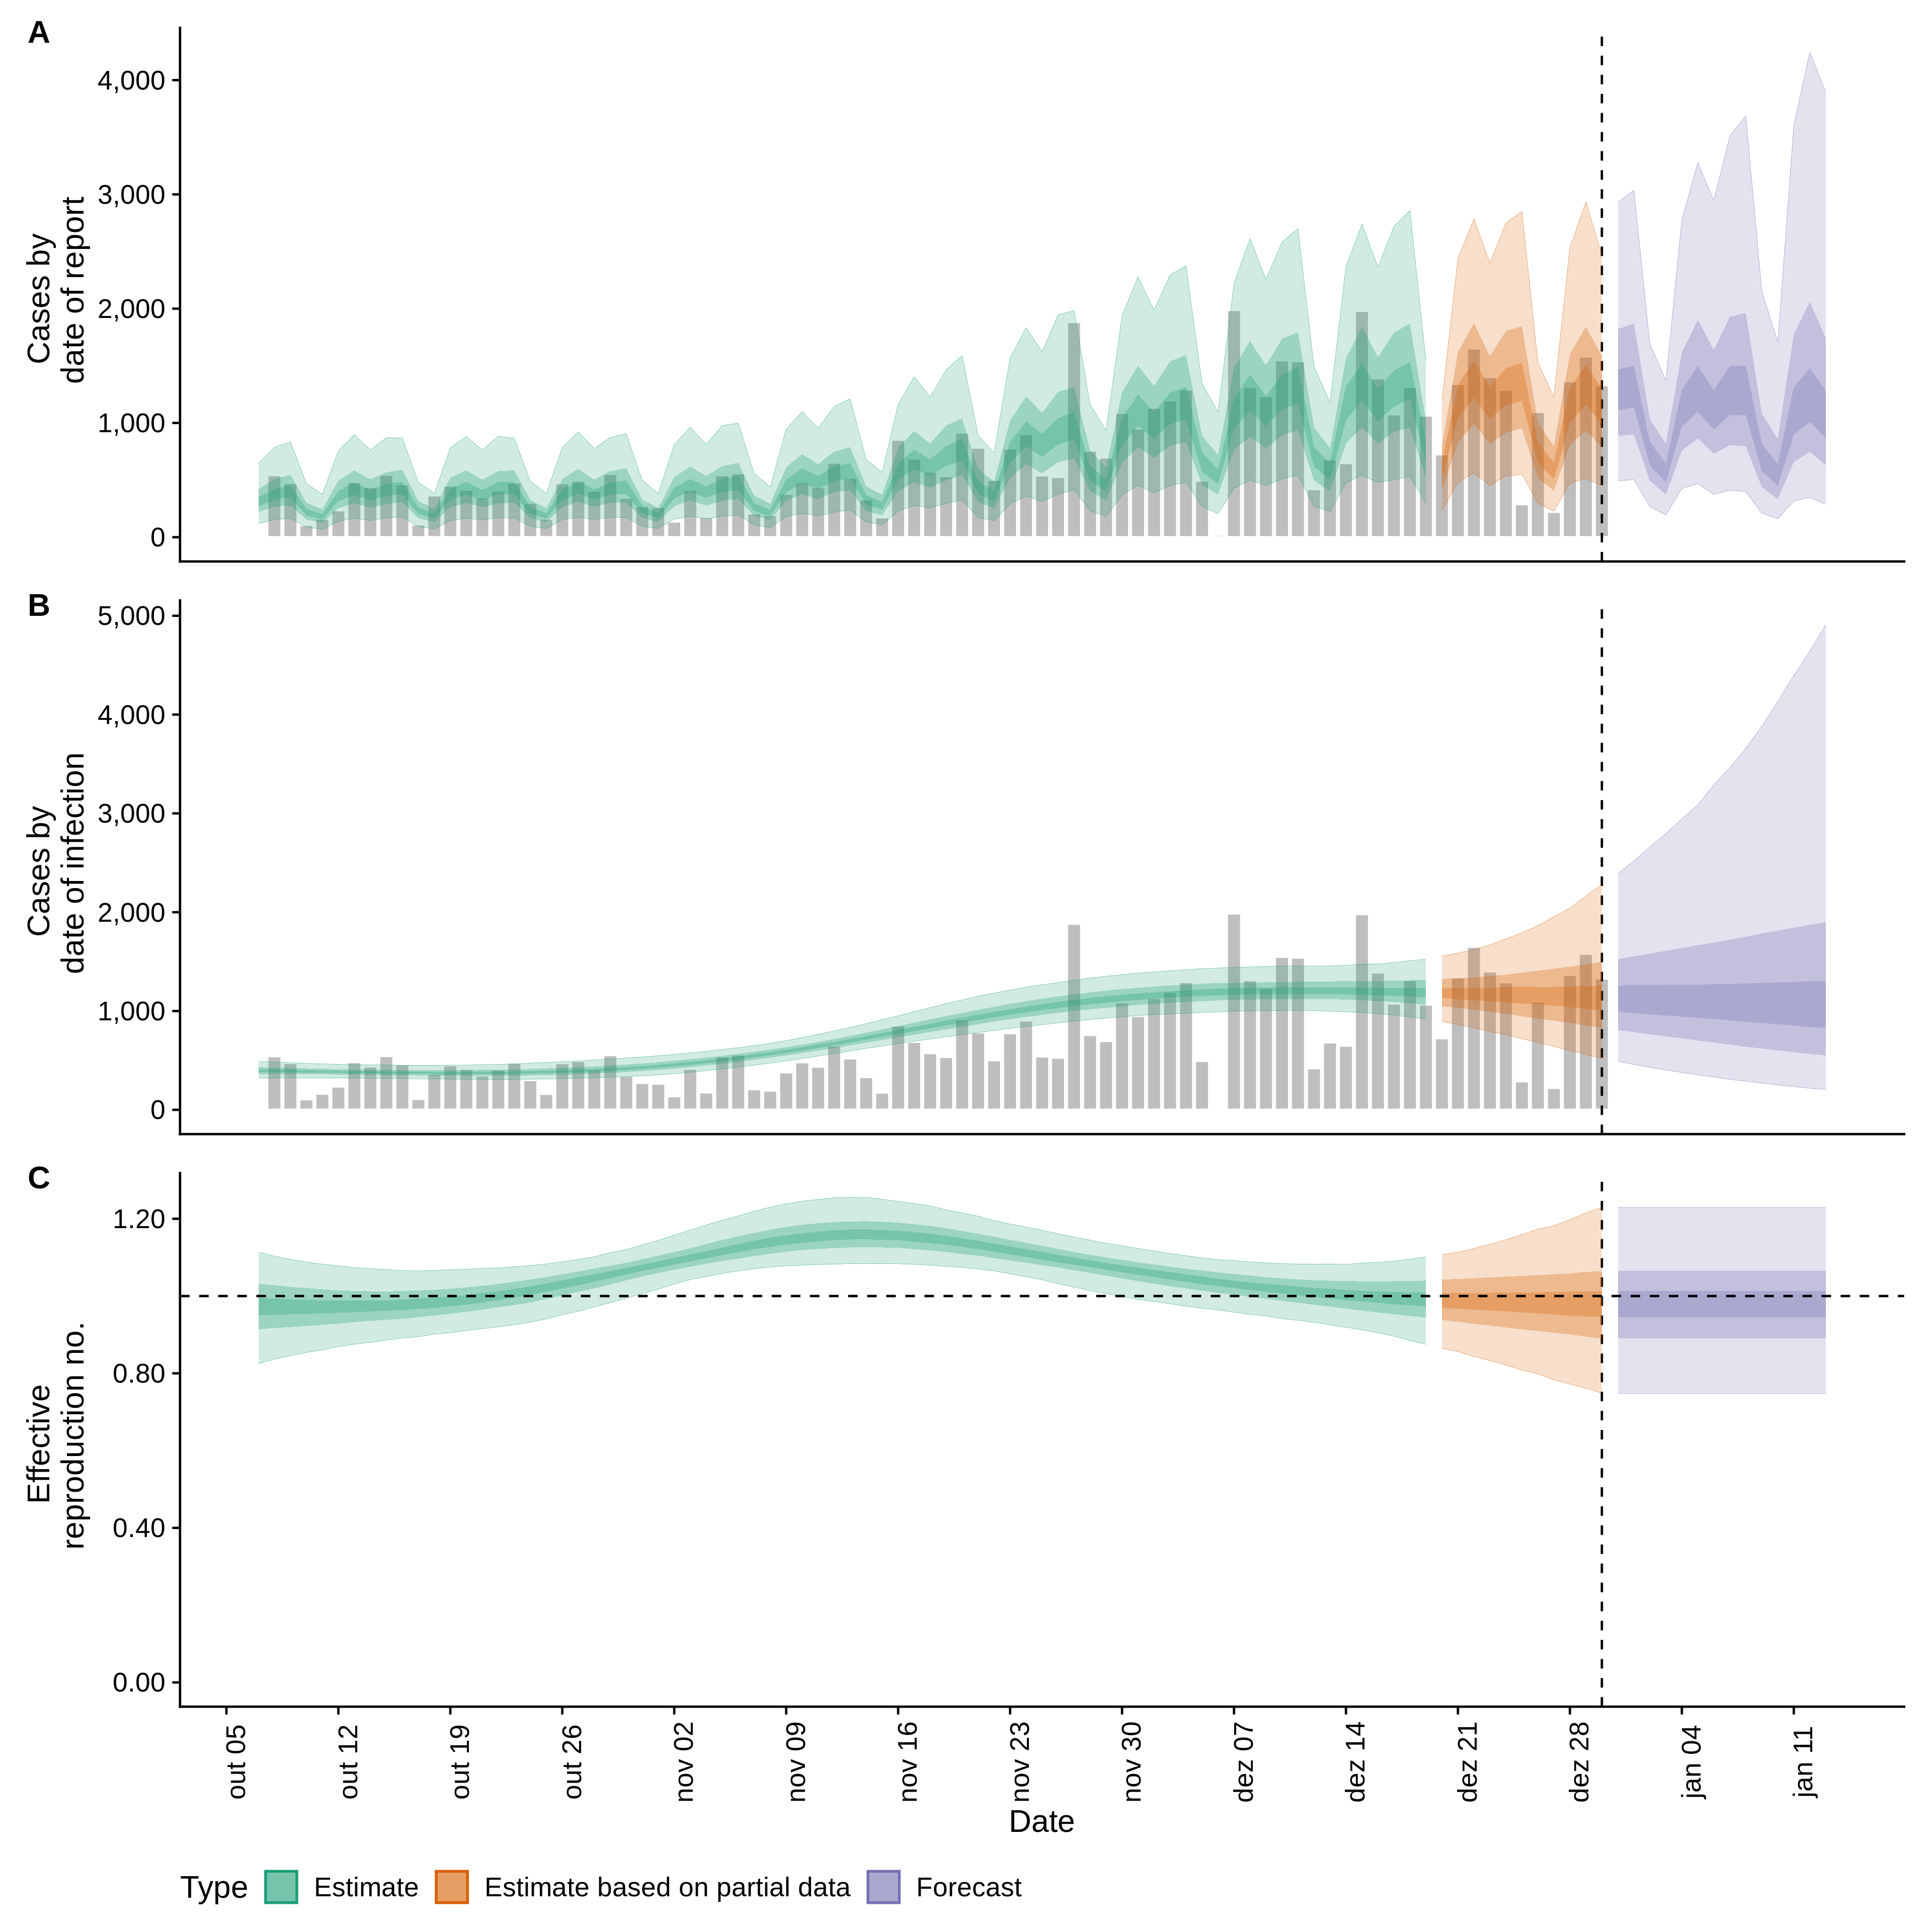 A
4,000
3,000
2,000
1,000
0
Cases by
date of report
B
5,000
4,000
3,000
2,000
1,000
0
Cases by
date of infection
C
1.20
0.80
0.40
0.00
Effective
reproduction no.
out 05
out 12
out 19
out 26
nov 02
nov 09
nov 16
nov 23
nov 30
dez 07
dez 14
dez 21
dez 28
jan 04
jan 11
Date
Type Estimate Estimate based on partial data Forecast